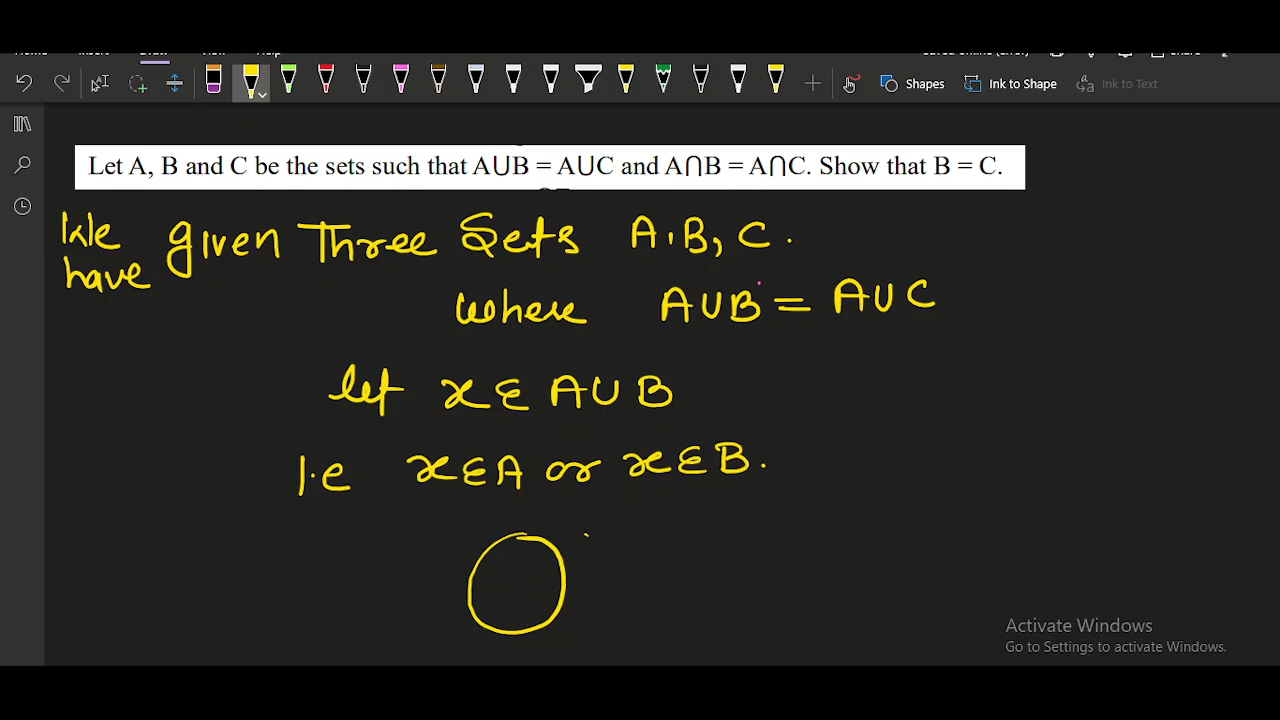 Shapes Ink to Shape Ink to Text
Let A, B and C be the sets such that A⋃B = A⋃C and A⋂B = A⋂C. Show that B = C.
We have given Three Sets A, B, C.
where A∪B = A∪C
let x ∈ A∪B
I.e x∈A or x∈B.
Activate Windows
Go to Settings to activate Windows.